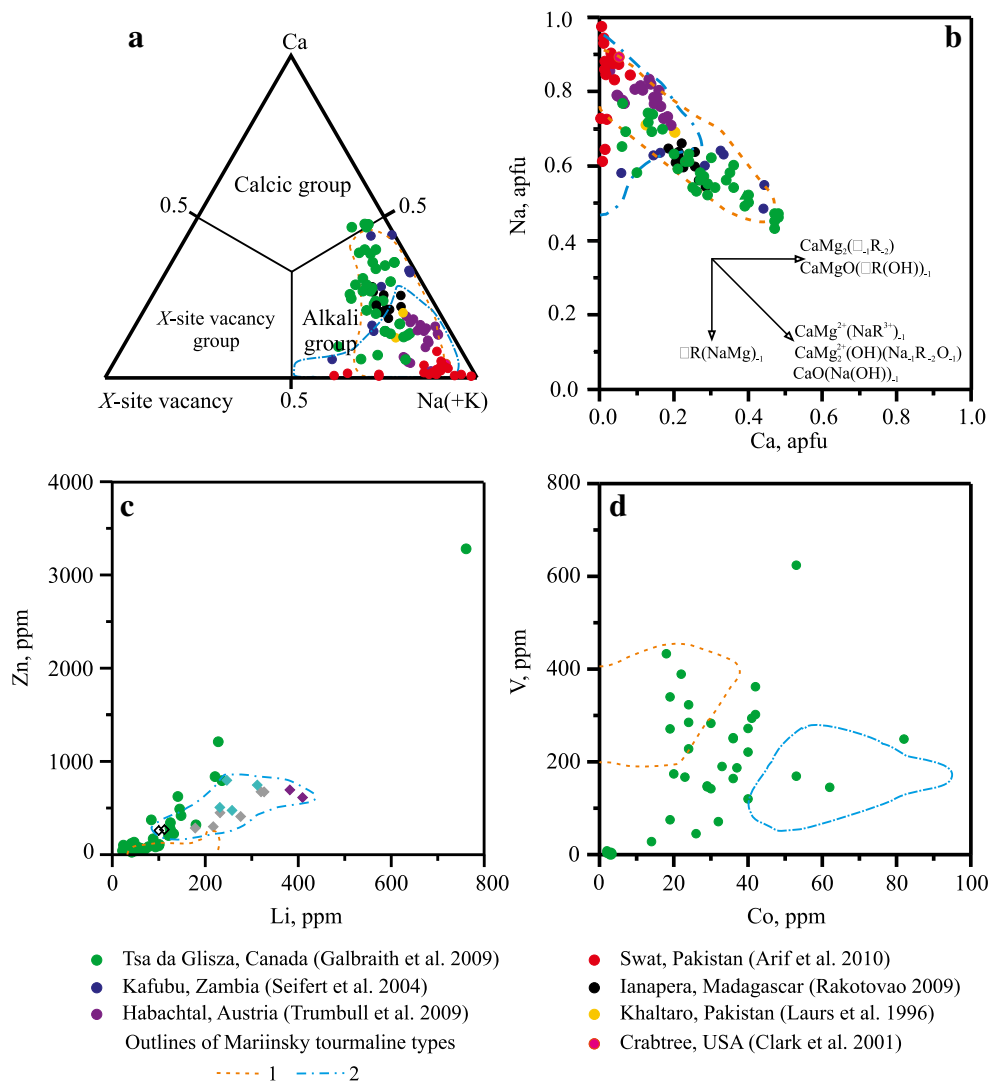 a
Ca
Calcic group
0.5
0.5
X-site vacancy
group
Alkali
group
X-site vacancy
0.5
Na(+K)
b
1.0
0.8
0.6
0.4
0.2
0.0
Na, apfu
CaMg₂(□₋₁R₋₂)
CaMgO(□R(OH))₋₁
□R(NaMg)₋₁
CaMg²⁺(NaR³⁺)₋₁
CaMg²⁺₂(OH)(Na₋₁R₋₂O₋₁)
CaO(Na(OH))₋₁
0.0 0.2 0.4 0.6 0.8 1.0
Ca, apfu
c
4000
3000
2000
1000
0
Zn, ppm
0 200 400 600 800
Li, ppm
d
800
600
400
200
0
V, ppm
0 20 40 60 80 100
Co, ppm
Tsa da Glisza, Canada (Galbraith et al. 2009)
Kafubu, Zambia (Seifert et al. 2004)
Habachtal, Austria (Trumbull et al. 2009)
Outlines of Mariinsky tourmaline types
1 2
Swat, Pakistan (Arif et al. 2010)
Ianapera, Madagascar (Rakotovao 2009)
Khaltaro, Pakistan (Laurs et al. 1996)
Crabtree, USA (Clark et al. 2001)